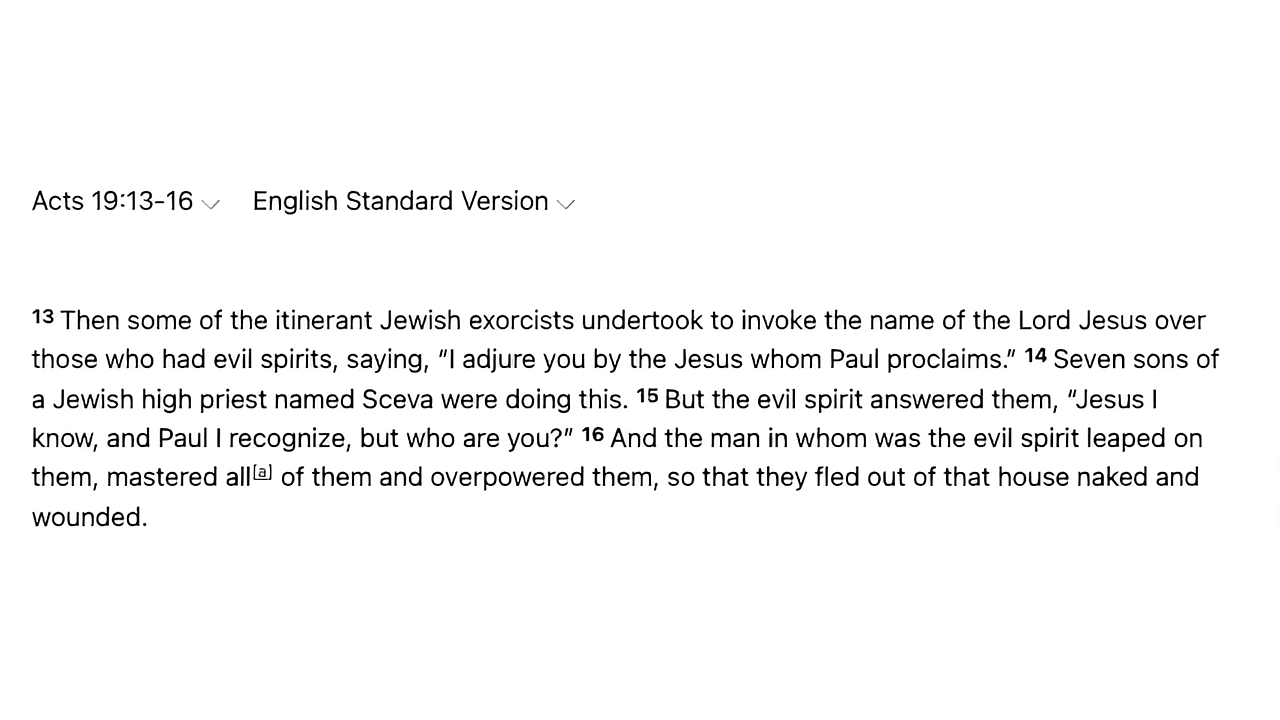 Acts 19:13-16 English Standard Version
13 Then some of the itinerant Jewish exorcists undertook to invoke the name of the Lord Jesus over
those who had evil spirits, saying, “I adjure you by the Jesus whom Paul proclaims.” 14 Seven sons of
a Jewish high priest named Sceva were doing this. 15 But the evil spirit answered them, “Jesus I
know, and Paul I recognize, but who are you?” 16 And the man in whom was the evil spirit leaped on
them, mastered all[a] of them and overpowered them, so that they fled out of that house naked and
wounded.